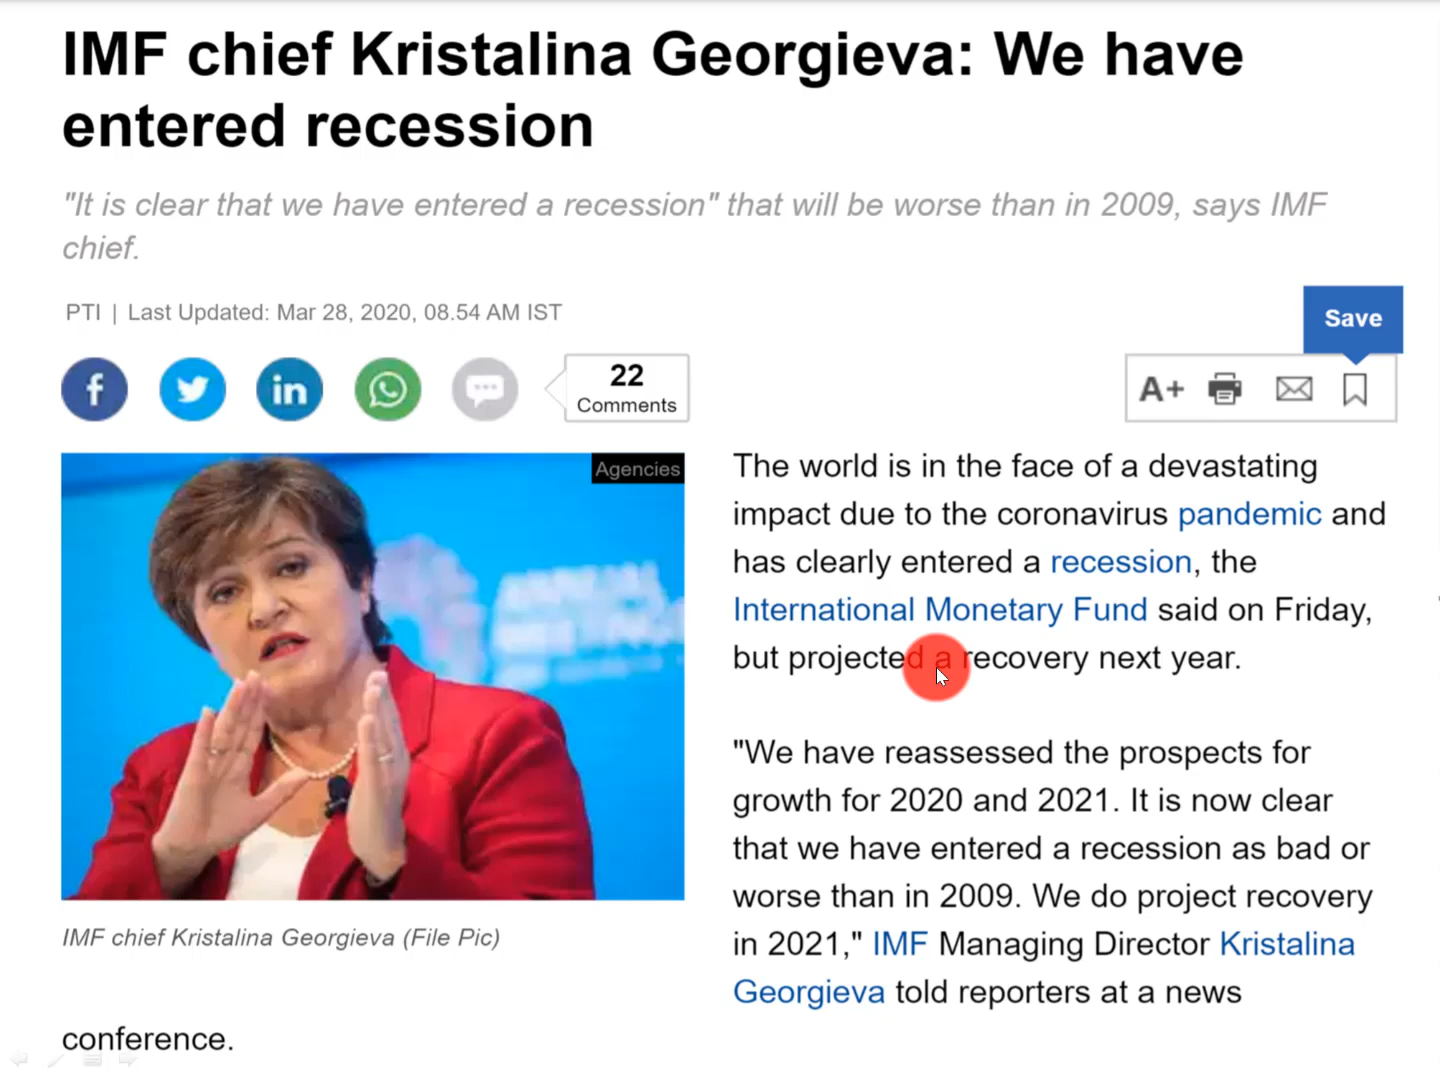 IMF chief Kristalina Georgieva: We have
entered recession
"It is clear that we have entered a recession" that will be worse than in 2009, says IMF
chief.
PTI | Last Updated: Mar 28, 2020, 08.54 AM IST
Save
f
in
22
Comments
A+
Agencies
ANNUAL
MEETINGS
IMF chief Kristalina Georgieva (File Pic)
The world is in the face of a devastating
impact due to the coronavirus pandemic and
has clearly entered a recession, the
International Monetary Fund said on Friday,
but projected a recovery next year.
"We have reassessed the prospects for
growth for 2020 and 2021. It is now clear
that we have entered a recession as bad or
worse than in 2009. We do project recovery
in 2021," IMF Managing Director Kristalina
Georgieva told reporters at a news
conference.